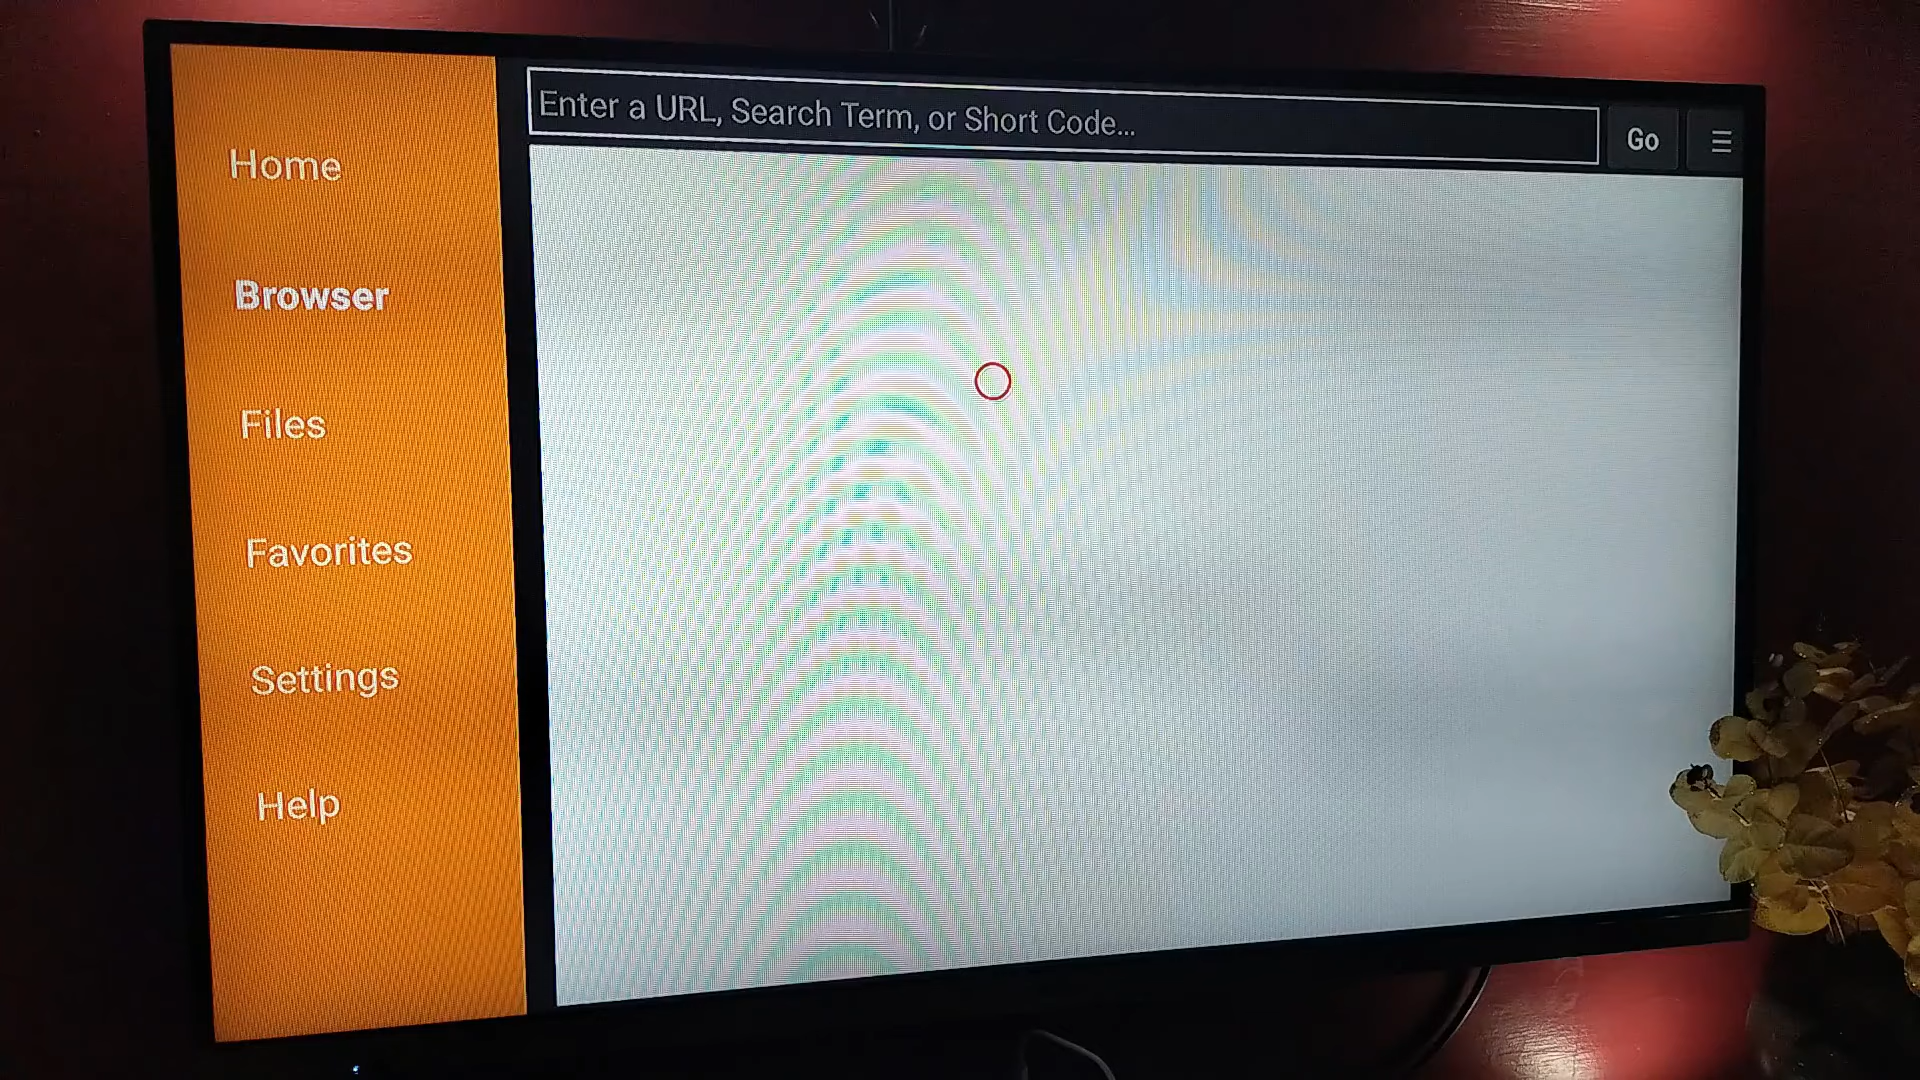 Enter a URL, Search Term, or Short Code...
Go
Home
Browser
Files
Favorites
Settings
Help